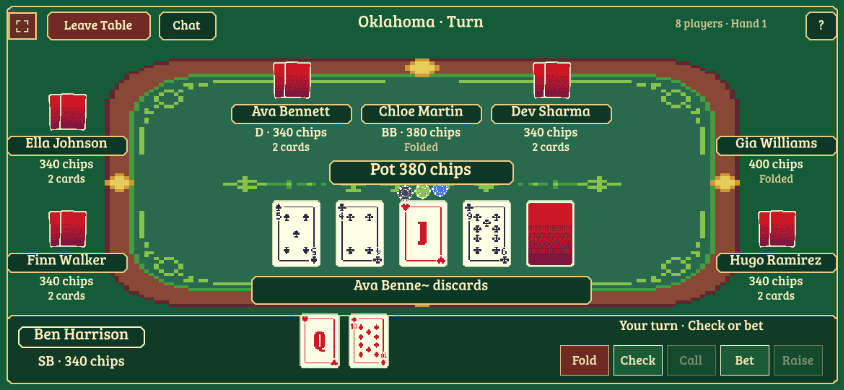 Leave Table
Chat
Oklahoma · Turn
8 players · Hand 1
?
Ava Bennett
D · 340 chips
2 cards
Chloe Martin
BB · 380 chips
Folded
Dev Sharma
340 chips
2 cards
Ella Johnson
340 chips
2 cards
Gia Williams
400 chips
Folded
Pot 380 chips
J
Finn Walker
340 chips
2 cards
Hugo Ramirez
340 chips
2 cards
Ava Benne~ discards
Ben Harrison
SB · 340 chips
Q
10
Your turn · Check or bet
Fold
Check
Call
Bet
Raise